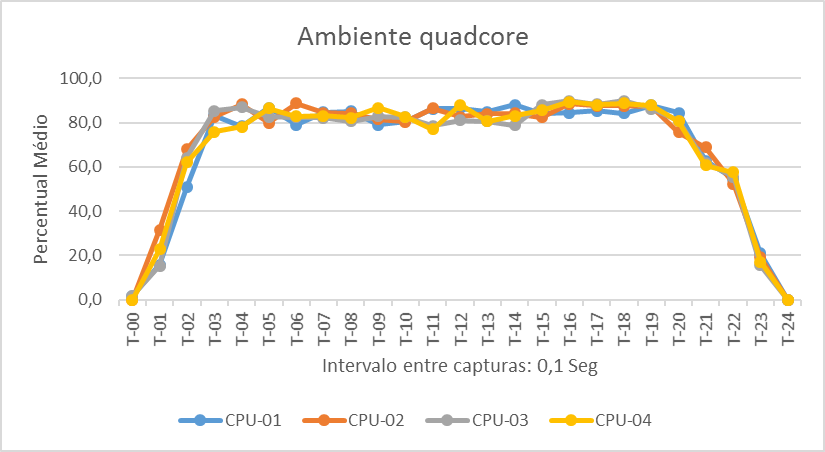 Ambiente quadcore
Percentual Médio
100,0
80,0
60,0
40,0
20,0
0,0
T-00
T-01
T-02
T-03
T-04
T-05
T-06
T-07
T-08
T-09
T-10
T-11
T-12
T-13
T-14
T-15
T-16
T-17
T-18
T-19
T-20
T-21
T-22
T-23
T-24
Intervalo entre capturas: 0,1 Seg
CPU-01 CPU-02 CPU-03 CPU-04